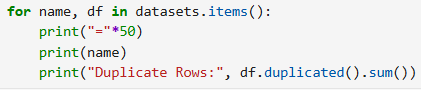 for name, df in datasets.items():
    print("="*50)
    print(name)
    print("Duplicate Rows:", df.duplicated().sum())